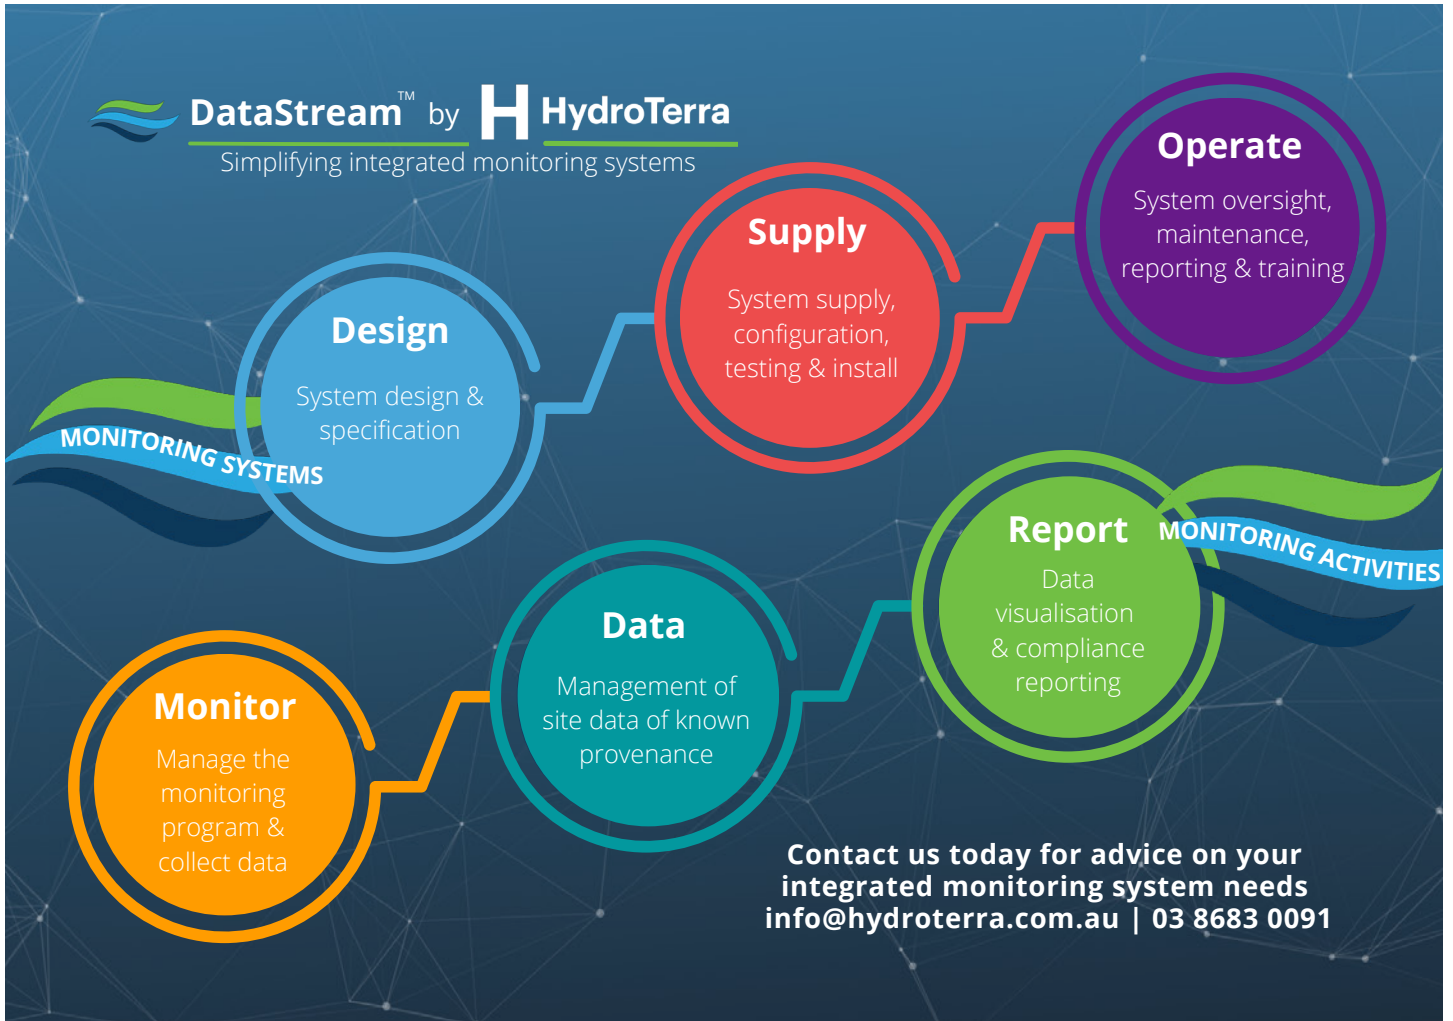 DataStream™ by H HydroTerra
Simplifying integrated monitoring systems
MONITORING SYSTEMS
Design
System design &
specification
Supply
System supply,
configuration,
testing & install
Operate
System oversight,
maintenance,
reporting & training
MONITORING ACTIVITIES
Monitor
Manage the
monitoring
program &
collect data
Data
Management of
site data of known
provenance
Report
Data
visualisation
& compliance
reporting
Contact us today for advice on your
integrated monitoring system needs
info@hydroterra.com.au | 03 8683 0091